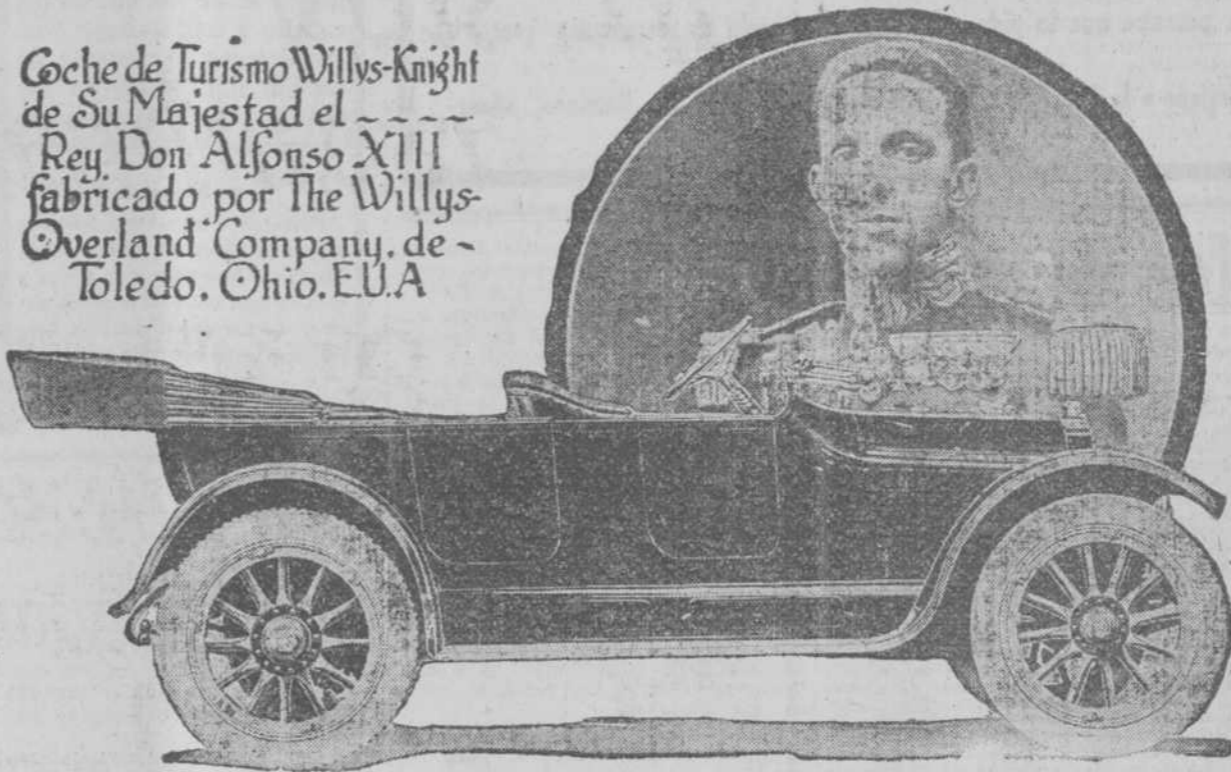 Coche de Turismo Willys-Knight
de Su Majestad el ~~~~
Rey Don Alfonso XIII
fabricado por The Willys-
Overland Company, de -
Toledo. Ohio. E.U.A